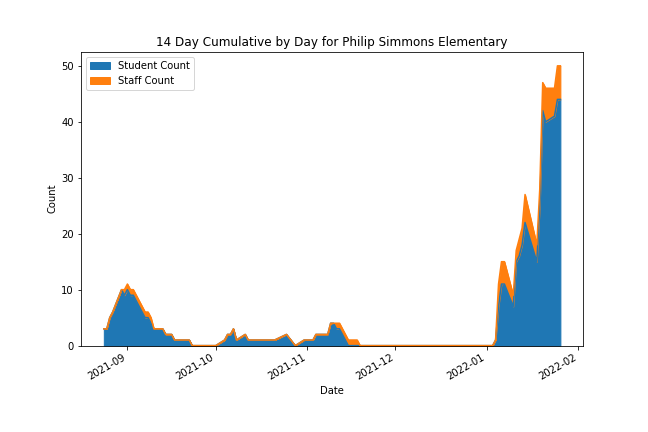 14 Day Cumulative by Day for Philip Simmons Elementary
Student Count
Staff Count
50
40
30
20
10
0
Count
2021-09
2021-10
2021-11
2021-12
2022-01
2022-02
Date